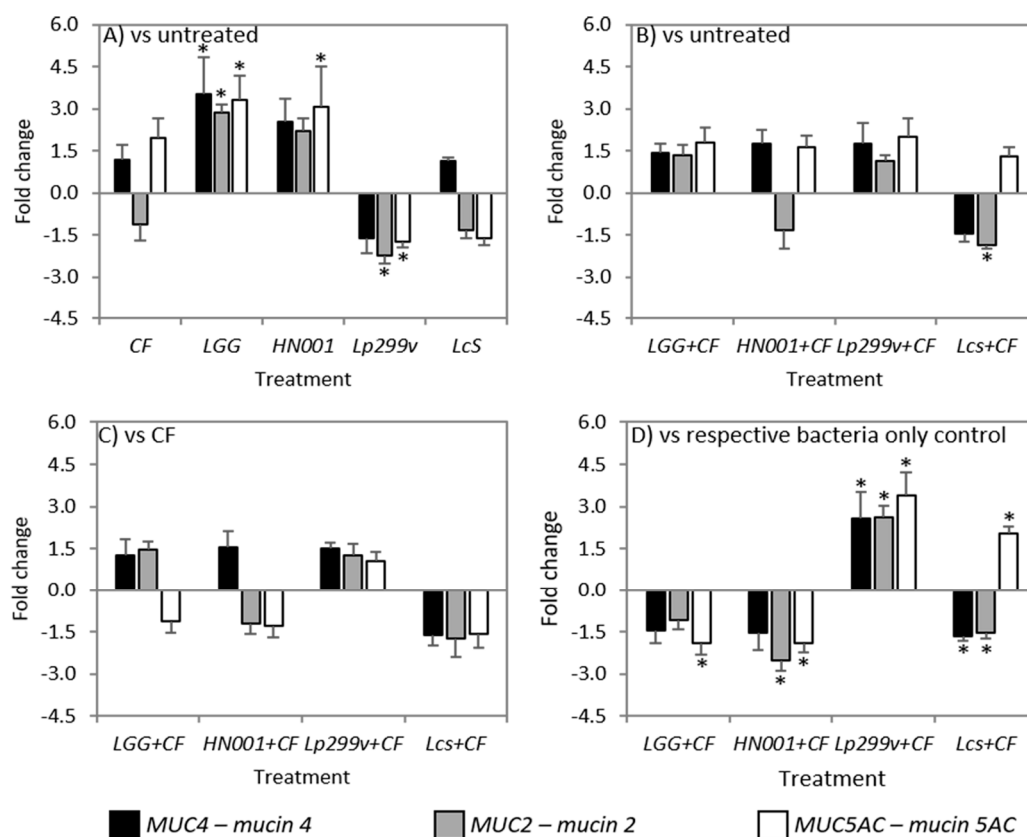 A) vs untreated
6.0
4.5
3.0
1.5
0.0
-1.5
-3.0
-4.5
Fold change
* * * * * *
CF LGG HN001 Lp299v LcS
Treatment
B) vs untreated
6.0
4.5
3.0
1.5
0.0
-1.5
-3.0
-4.5
Fold change
*
LGG+CF HN001+CF Lp299v+CF Lcs+CF
Treatment
C) vs CF
6.0
4.5
3.0
1.5
0.0
-1.5
-3.0
-4.5
Fold change
LGG+CF HN001+CF Lp299v+CF Lcs+CF
Treatment
D) vs respective bacteria only control
6.0
4.5
3.0
1.5
0.0
-1.5
-3.0
-4.5
Fold change
* * * * * * * * *
LGG+CF HN001+CF Lp299v+CF Lcs+CF
Treatment
MUC4 – mucin 4 MUC2 – mucin 2 MUC5AC – mucin 5AC